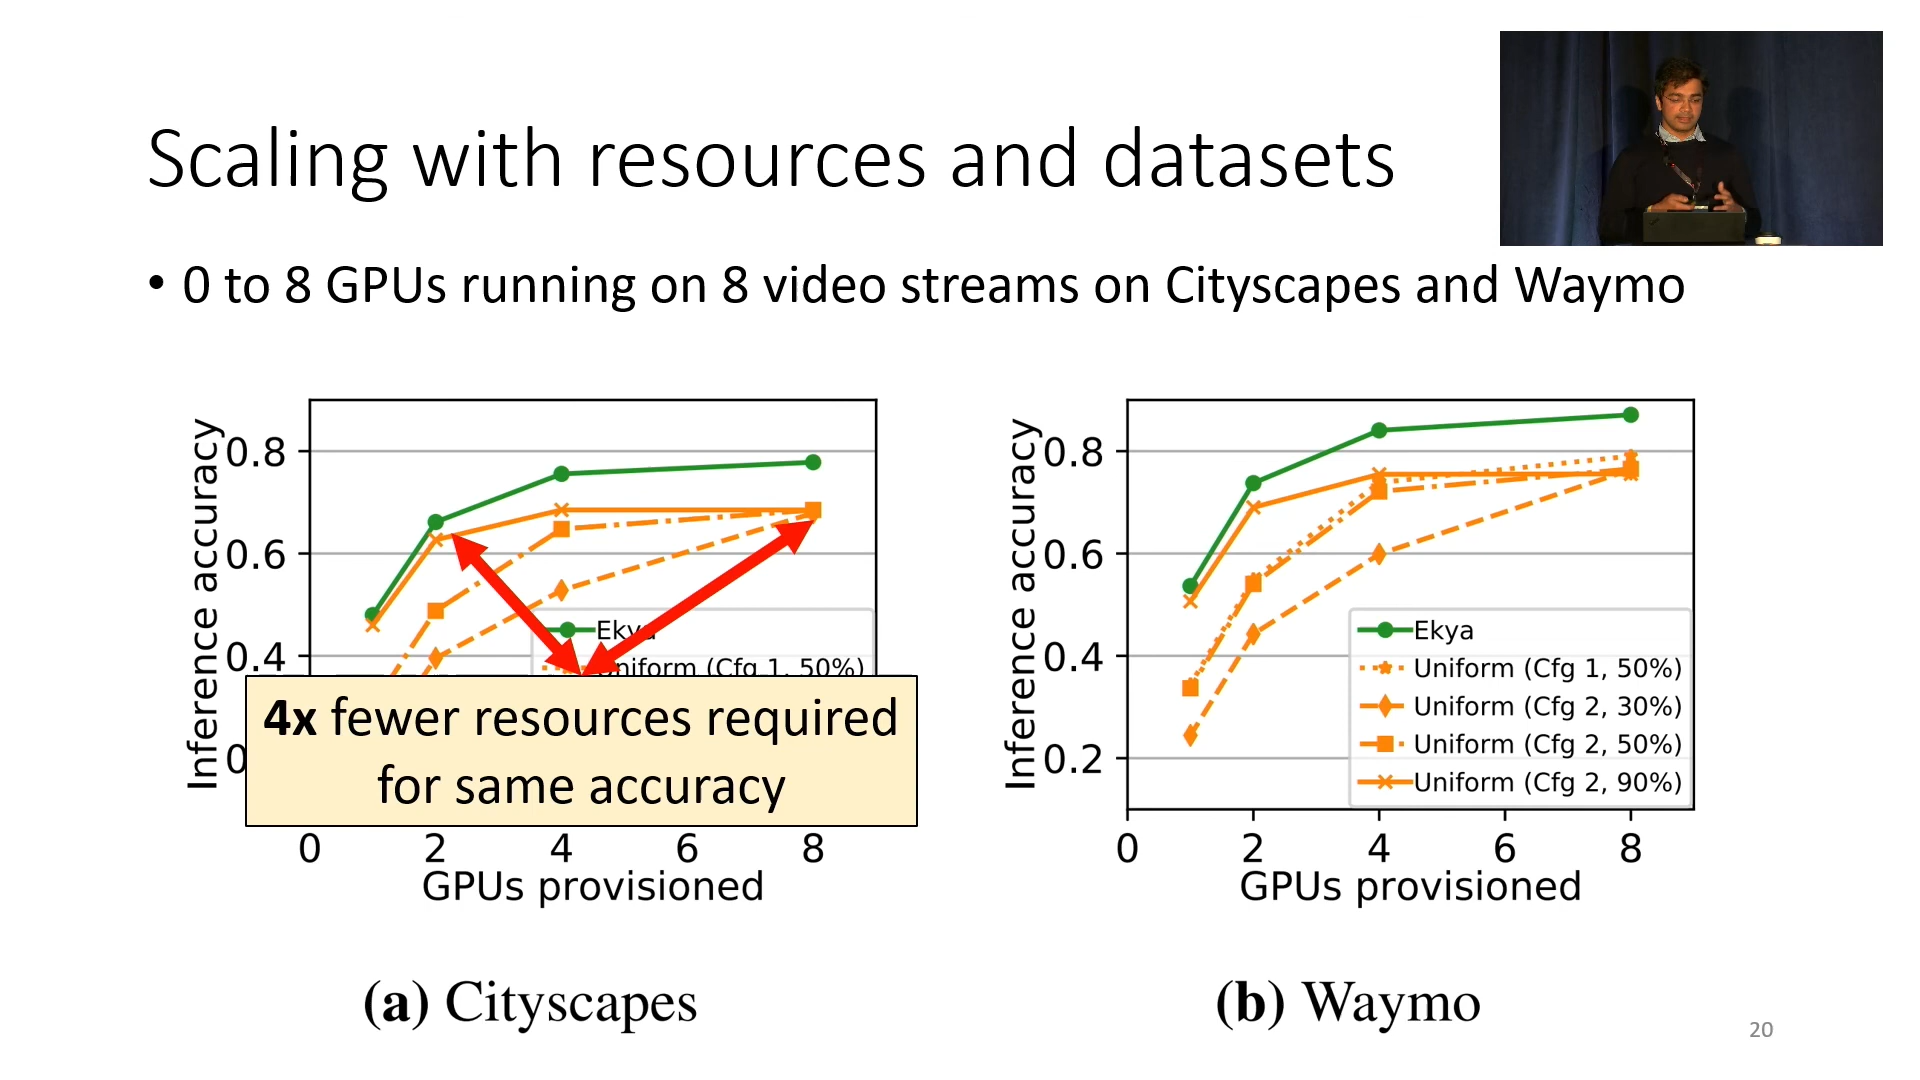 Scaling with resources and datasets
• 0 to 8 GPUs running on 8 video streams on Cityscapes and Waymo
Inference accuracy
0.8
0.6
0.4
0
Ekya
Uniform (Cfg 1, 50%)
4x fewer resources required
for same accuracy
0 2 4 6 8
GPUs provisioned
(a) Cityscapes
Inference accuracy
0.8
0.6
0.4
0.2
Ekya
Uniform (Cfg 1, 50%)
Uniform (Cfg 2, 30%)
Uniform (Cfg 2, 50%)
Uniform (Cfg 2, 90%)
0 2 4 6 8
GPUs provisioned
(b) Waymo
20